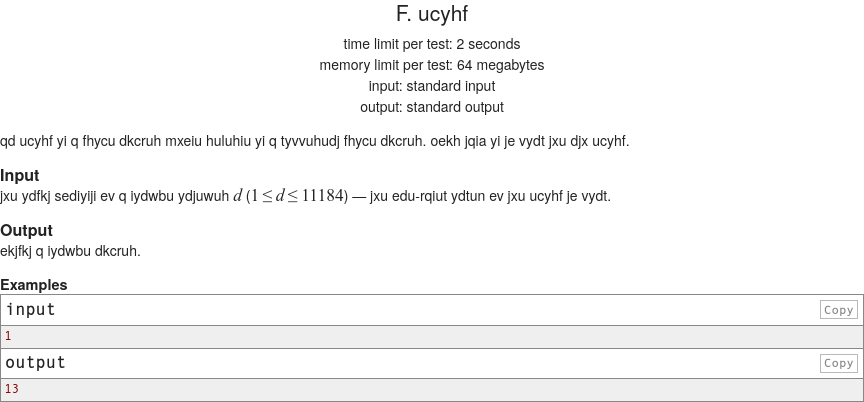 F. ucyhf
time limit per test: 2 seconds
memory limit per test: 64 megabytes
input: standard input
output: standard output
qd ucyhf yi q fhycu dkcruh mxeiu huluhiu yi q tyvvuhudj fhycu dkcruh. oekh jqia yi je vydt jxu djx ucyhf.
Input
jxu ydfkj sediyiji ev q iydwbu ydjuwuh d (1 ≤ d ≤ 11184) — jxu edu-rqiut ydtun ev jxu ucyhf je vydt.
Output
ekjfkj q iydwbu dkcruh.
Examples
input
Copy
1
output
Copy
13